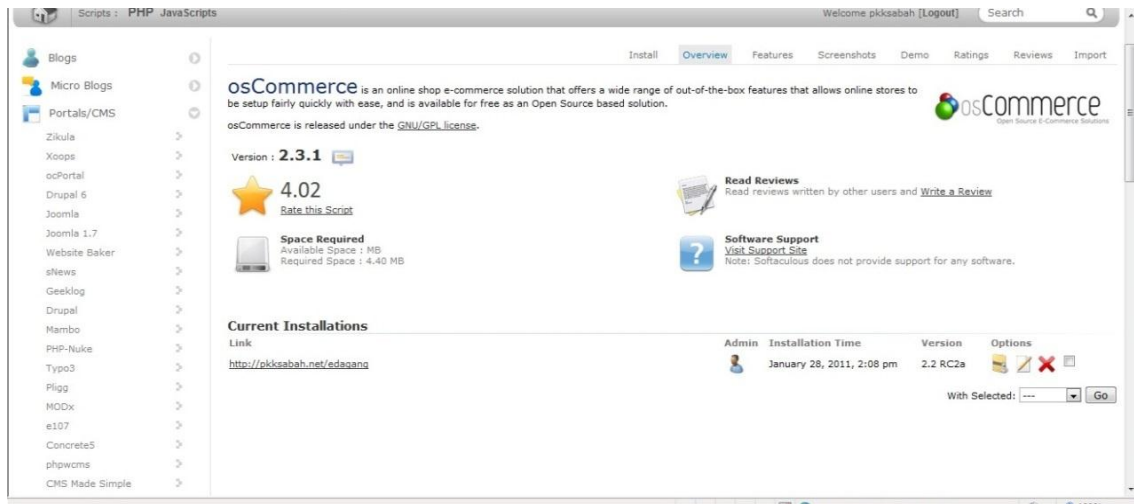 Scripts : PHP JavaScripts
Welcome pkksabah [Logout]
Search
Blogs
Micro Blogs
Portals/CMS
Zikula
Xoops
ocPortal
Drupal 6
Joomla
Joomla 1.7
Website Baker
sNews
Geeklog
Drupal
Mambo
PHP-Nuke
Typo3
Pligg
MODx
e107
Concrete5
phpwcms
CMS Made Simple
Install Overview Features Screenshots Demo Ratings Reviews Import
osCommerce is an online shop e-commerce solution that offers a wide range of out-of-the-box features that allows online stores to
be setup fairly quickly with ease, and is available for free as an Open Source based solution.
osCommerce is released under the GNU/GPL license.
osCommerce
Open Source E-Commerce Solutions
Version : 2.3.1
4.02
Rate this Script
Read Reviews
Read reviews written by other users and Write a Review
Space Required
Available Space : MB
Required Space : 4.40 MB
Software Support
Visit Support Site
Note: Softaculous does not provide support for any software.
Current Installations
Link Admin Installation Time Version Options
http://pkksabah.net/edagang January 28, 2011, 2:08 pm 2.2 RC2a
With Selected: --- Go